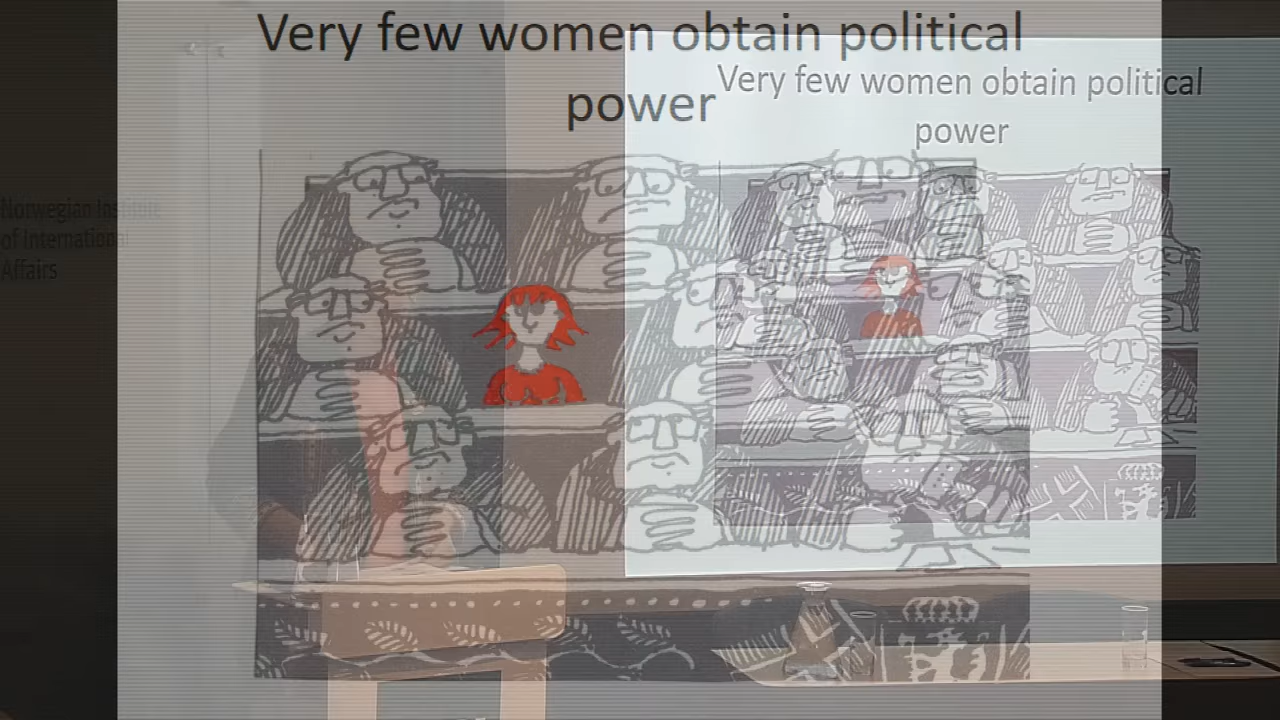 Very few women obtain political
power
Very few women obtain political
power
Norwegian Institute
of International
Affairs